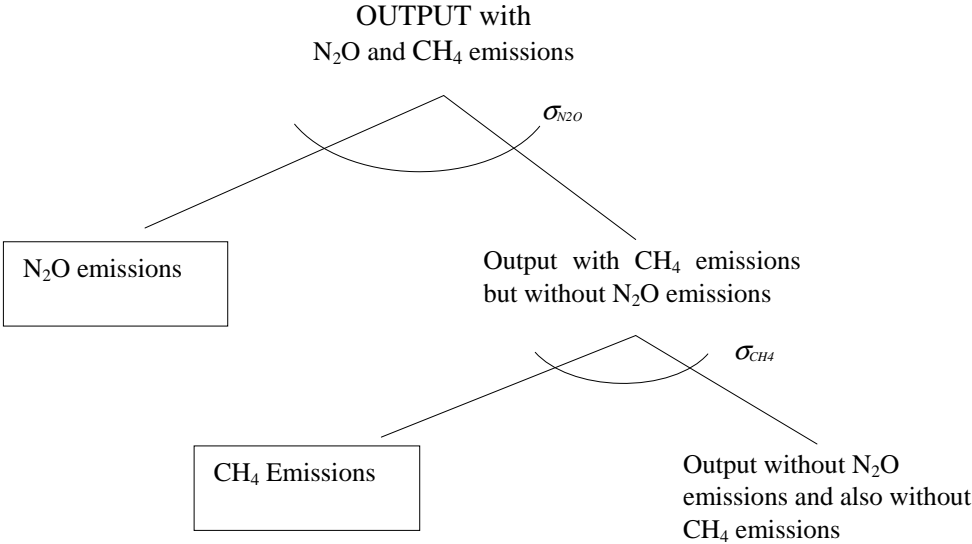 OUTPUT with
N₂O and CH₄ emissions
σN2O
N₂O emissions
Output with CH₄ emissions
but without N₂O emissions
σCH4
CH₄ Emissions
Output without N₂O
emissions and also without
CH₄ emissions